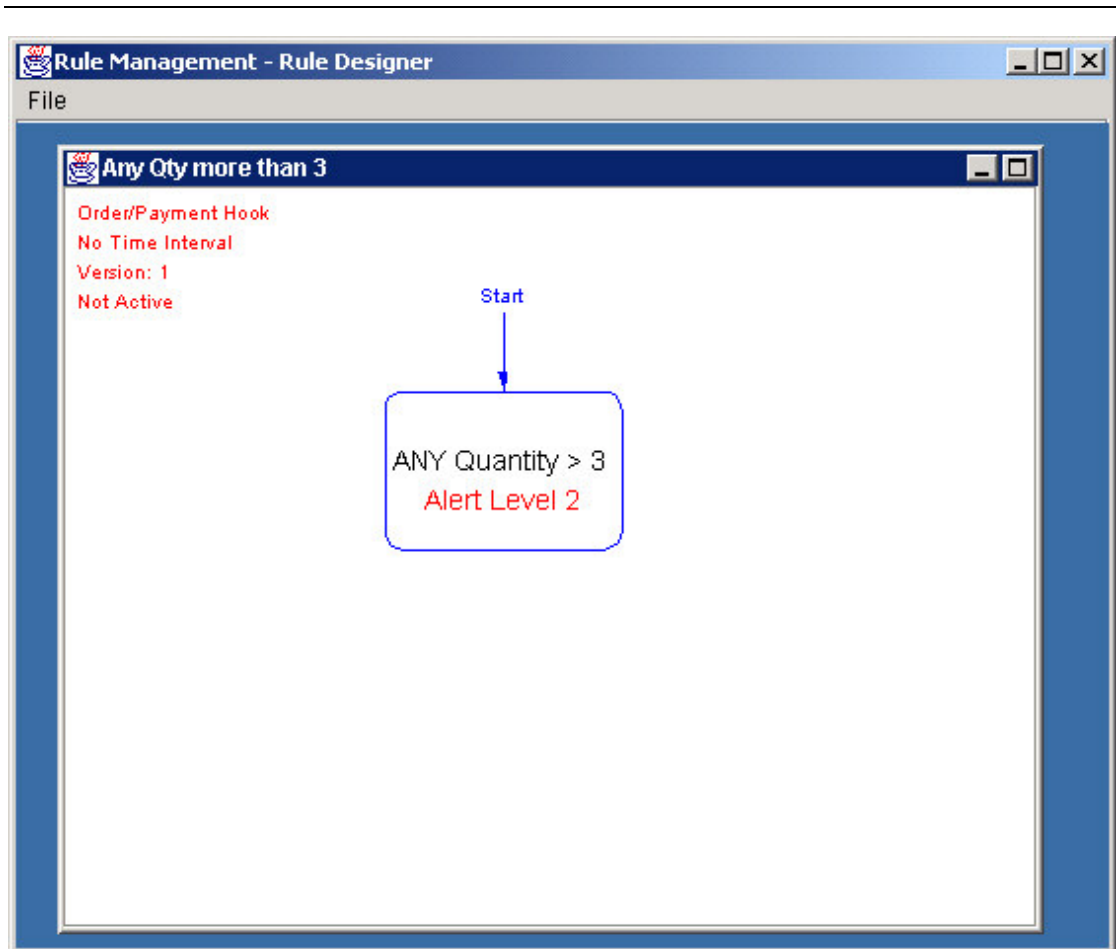 Rule Management - Rule Designer
File
Any Qty more than 3
Order/Payment Hook
No Time Interval
Version: 1
Not Active
Start
ANY Quantity > 3
Alert Level 2